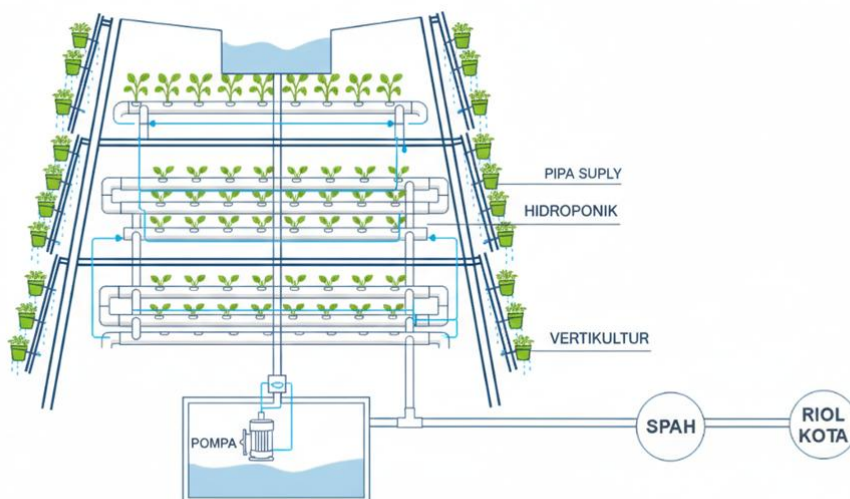 PIPA SUPLY
HIDROPONIK
VERTIKULTUR
POMPA
SPAH
RIOL
KOTA